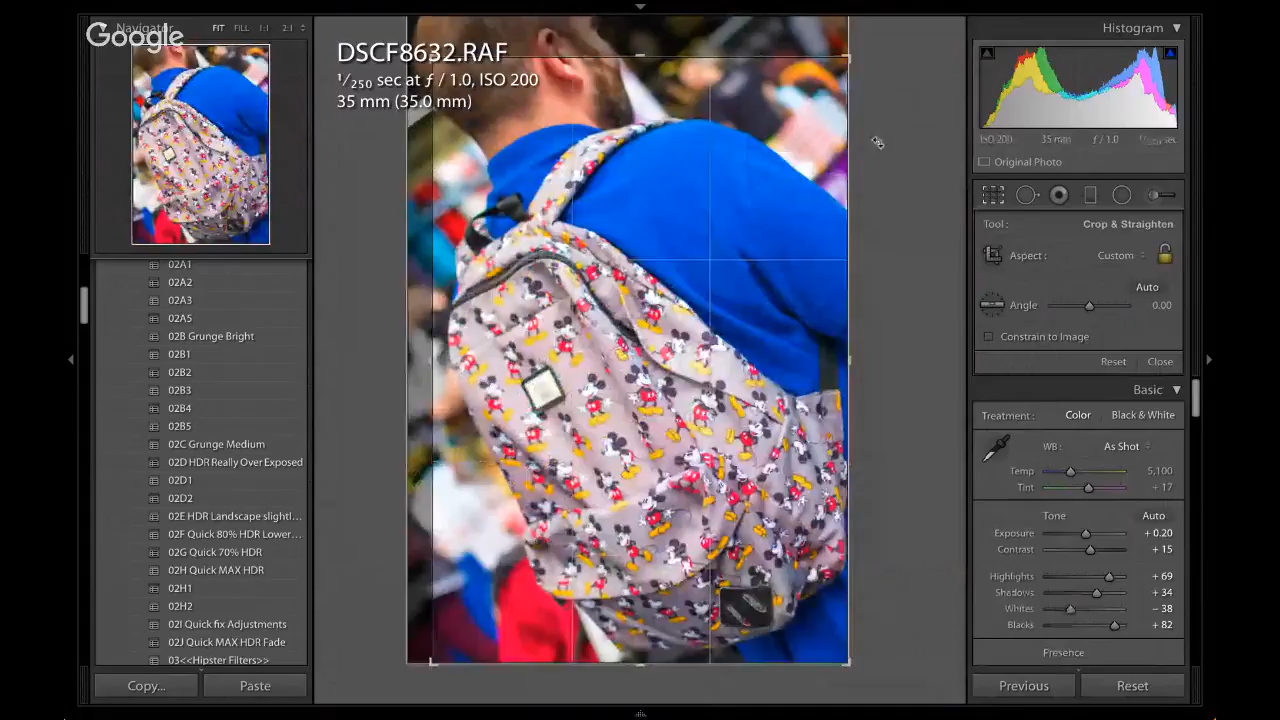 Navigator
FIT FILL 1:1 2:1
Google
DSCF8632.RAF
1/250 sec at ƒ / 1.0, ISO 200
35 mm (35.0 mm)
02A1
02A2
02A3
02A5
02B Grunge Bright
02B1
02B2
02B3
02B4
02B5
02C Grunge Medium
02D HDR Really Over Exposed
02D1
02D2
02E HDR Landscape slightl...
02F Quick 80% HDR Lower...
02G Quick 70% HDR
02H Quick MAX HDR
02H1
02H2
02I Quick fix Adjustments
02J Quick MAX HDR Fade
03<<Hipster Filters>>
Copy... Paste
Histogram
ISO 200 35 mm ƒ / 1.0 sec
Original Photo
Tool: Crop & Straighten
Aspect: Custom
Auto
Angle 0.00
Constrain to Image
Reset Close
Basic
Treatment: Color Black & White
WB: As Shot
Temp 5,100
Tint + 17
Tone Auto
Exposure + 0.20
Contrast + 15
Highlights + 69
Shadows + 34
Whites − 38
Blacks + 82
Presence
Previous Reset